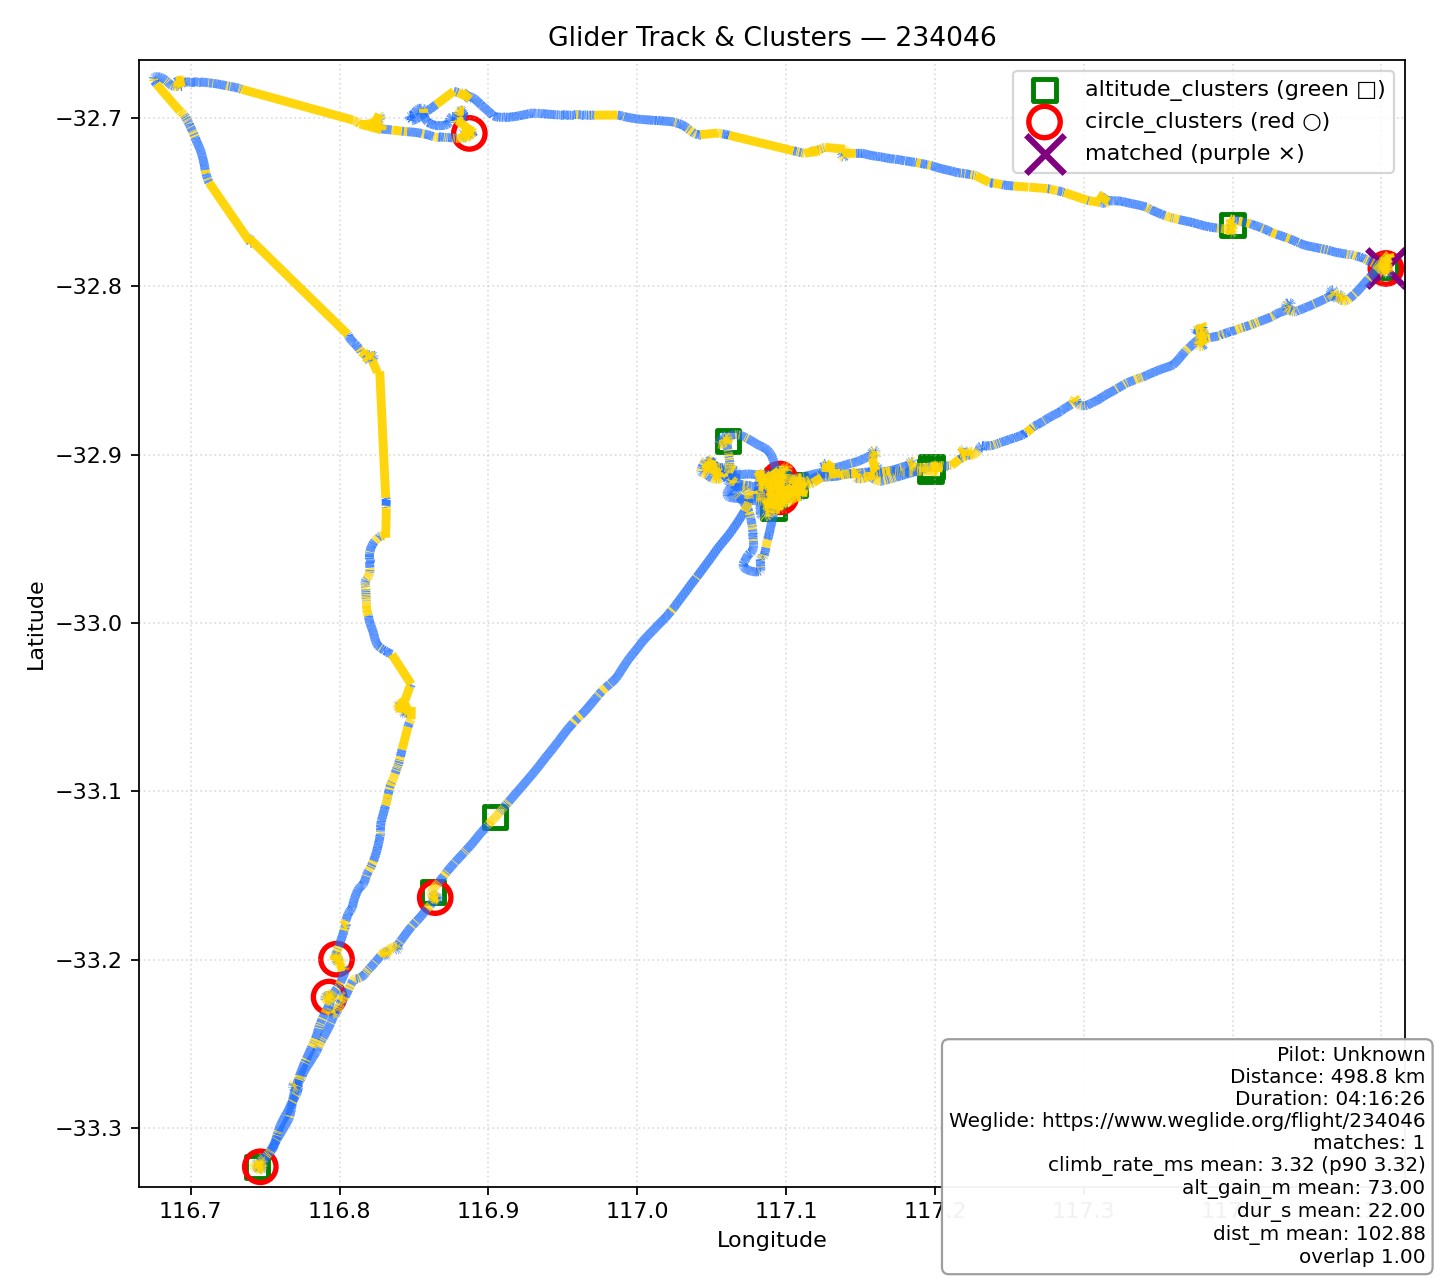 Glider Track & Clusters — 234046
altitude_clusters (green □)
circle_clusters (red ○)
matched (purple ×)
Latitude
−32.7
−32.8
−32.9
−33.0
−33.1
−33.2
−33.3
116.7
116.8
116.9
117.0
117.1
117.2
117.3
Longitude
Pilot: Unknown
Distance: 498.8 km
Duration: 04:16:26
Weglide: https://www.weglide.org/flight/234046
matches: 1
climb_rate_ms mean: 3.32 (p90 3.32)
alt_gain_m mean: 73.00
dur_s mean: 22.00
dist_m mean: 102.88
overlap 1.00